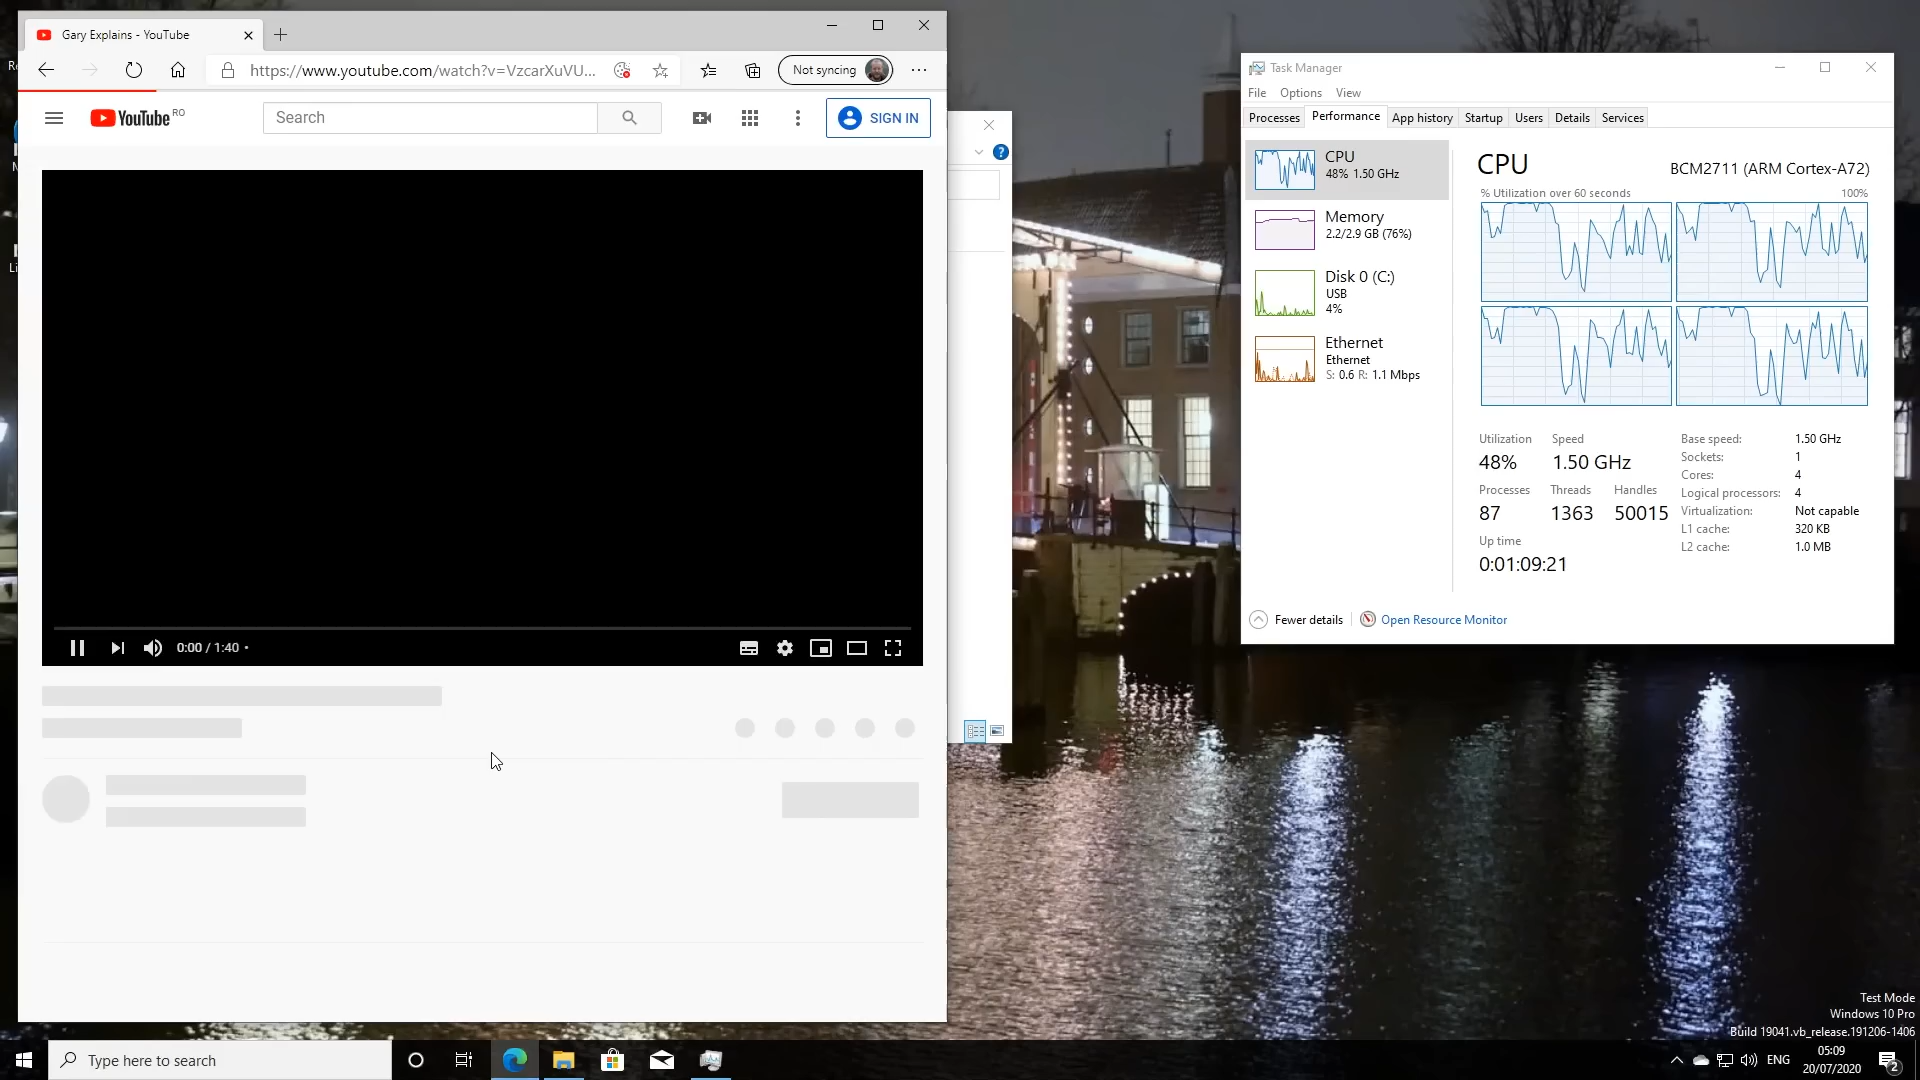 Gary Explains - YouTube
https://www.youtube.com/watch?v=VzcarXuVU...
Not syncing
YouTube RO
Search
SIGN IN
0:00 / 1:40 •
Task Manager
File Options View
Processes Performance App history Startup Users Details Services
CPU
48% 1.50 GHz
Memory
2.2/2.9 GB (76%)
Disk 0 (C:)
USB
4%
Ethernet
Ethernet
S: 0.6 R: 1.1 Mbps
CPU BCM2711 (ARM Cortex-A72)
% Utilization over 60 seconds 100%
Utilization Speed
48% 1.50 GHz
Processes Threads Handles
87 1363 50015
Up time
0:01:09:21
Base speed: 1.50 GHz
Sockets: 1
Cores: 4
Logical processors: 4
Virtualization: Not capable
L1 cache: 320 KB
L2 cache: 1.0 MB
Fewer details Open Resource Monitor
Test Mode
Windows 10 Pro
Build 19041.vb_release.191206-1406
Type here to search
ENG
05:09
20/07/2020
2